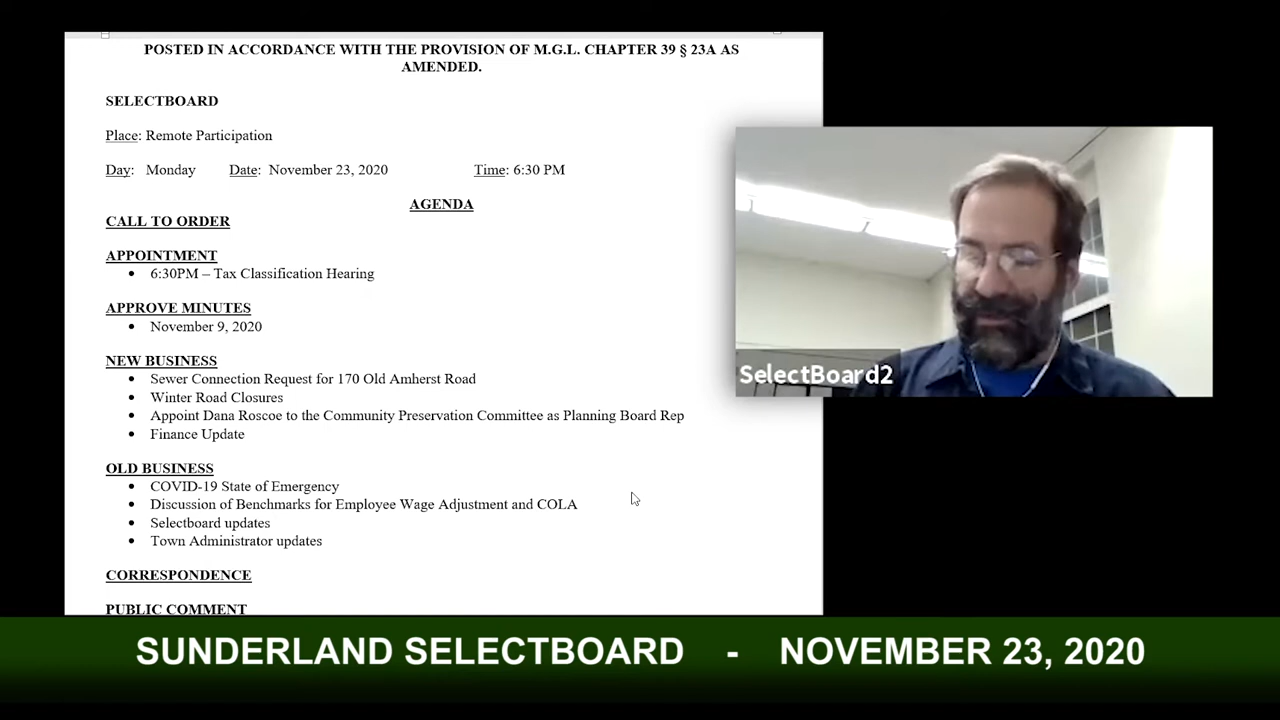 POSTED IN ACCORDANCE WITH THE PROVISION OF M.G.L. CHAPTER 39 § 23A AS
AMENDED.
SELECTBOARD
Place: Remote Participation
Day: Monday Date: November 23, 2020 Time: 6:30 PM
AGENDA
CALL TO ORDER
APPOINTMENT
• 6:30PM – Tax Classification Hearing
APPROVE MINUTES
• November 9, 2020
NEW BUSINESS
• Sewer Connection Request for 170 Old Amherst Road
• Winter Road Closures
• Appoint Dana Roscoe to the Community Preservation Committee as Planning Board Rep
• Finance Update
OLD BUSINESS
• COVID-19 State of Emergency
• Discussion of Benchmarks for Employee Wage Adjustment and COLA
• Selectboard updates
• Town Administrator updates
CORRESPONDENCE
PUBLIC COMMENT
SelectBoard2
SUNDERLAND SELECTBOARD - NOVEMBER 23, 2020